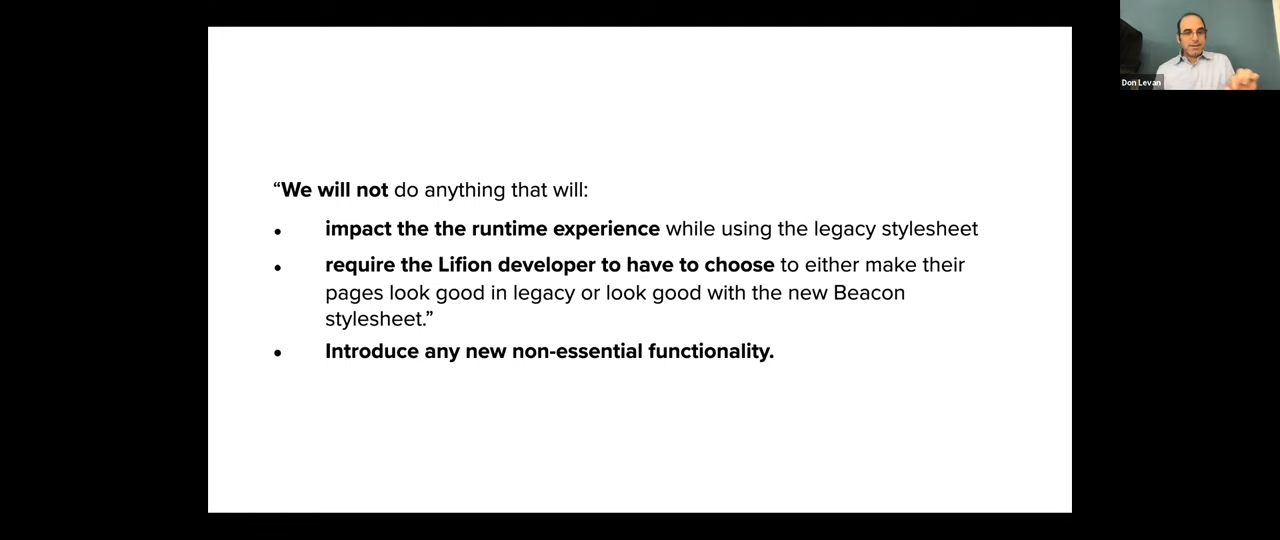 “We will not do anything that will:
• impact the the runtime experience while using the legacy stylesheet
• require the Lifion developer to have to choose to either make their
pages look good in legacy or look good with the new Beacon
stylesheet.”
• Introduce any new non-essential functionality.
Don Levan